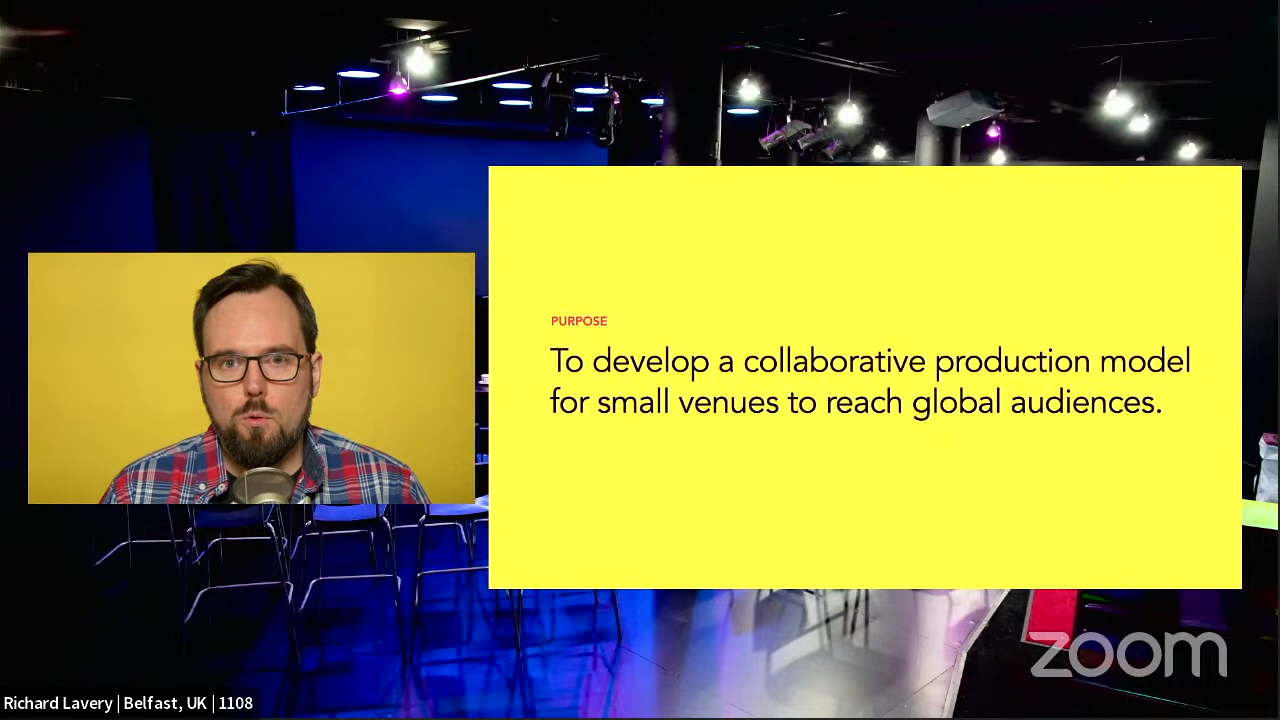 PURPOSE
To develop a collaborative production model
for small venues to reach global audiences.
zoom
Richard Lavery | Belfast, UK | 1108